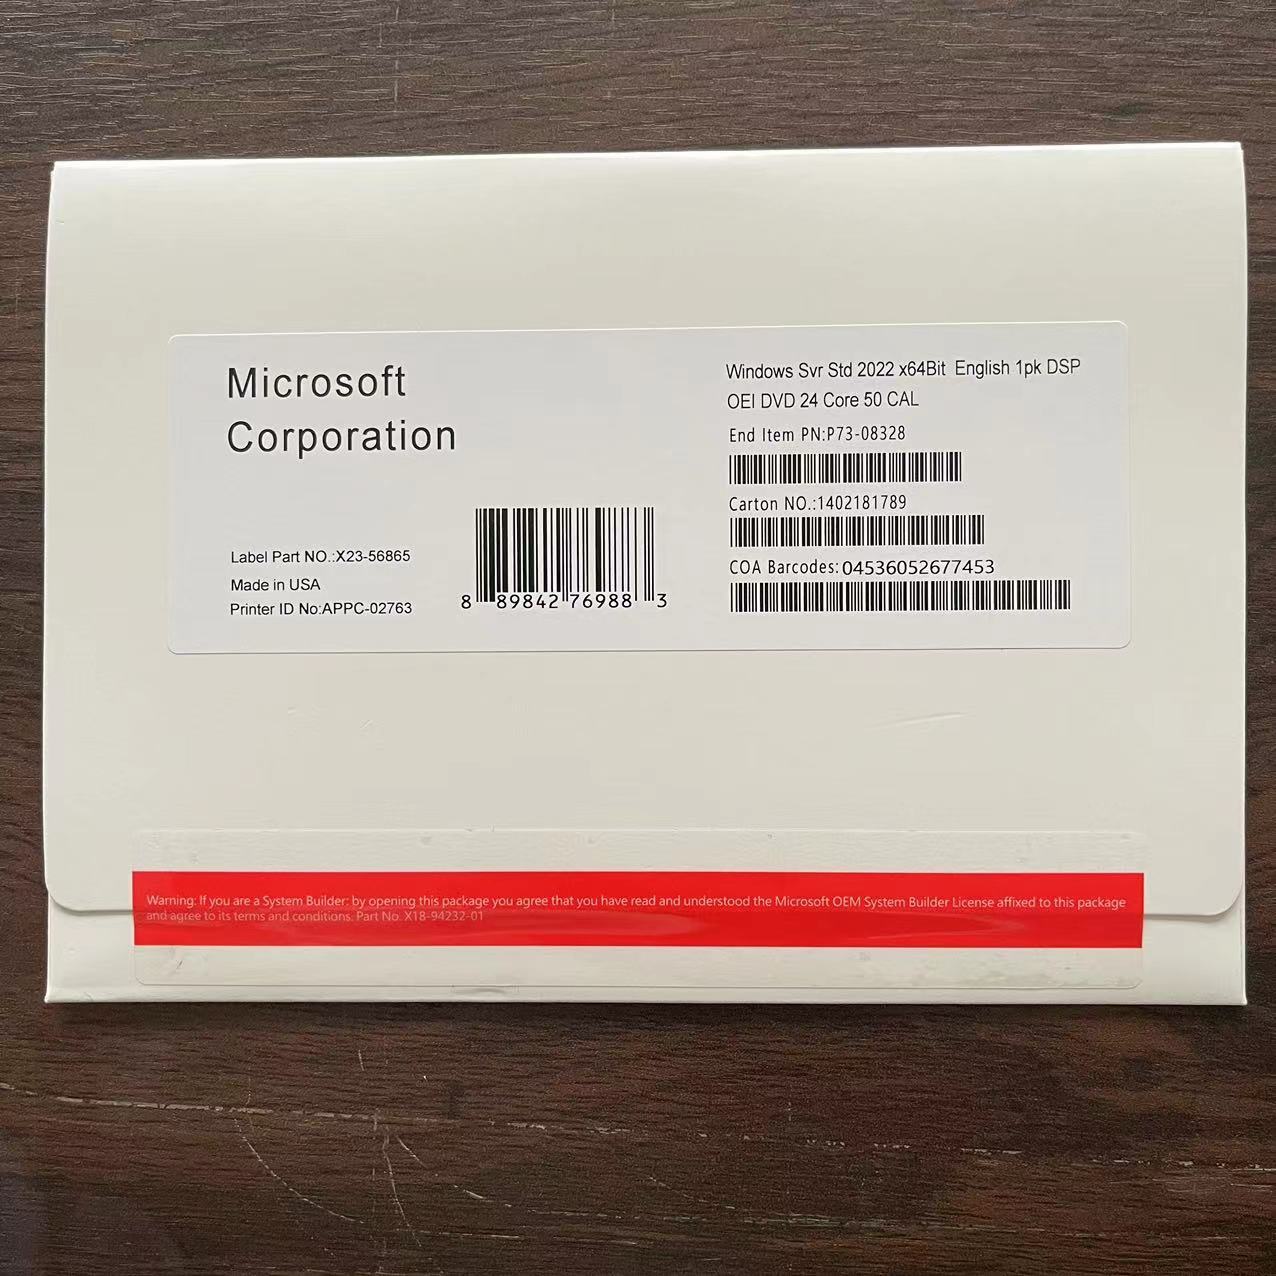 Microsoft
Corporation
Label Part NO.:X23-56865
Made in USA
Printer ID No:APPC-02763
8 89842 76988 3
Windows Svr Std 2022 x64Bit English 1pk DSP
OEI DVD 24 Core 50 CAL
End Item PN:P73-08328
Carton NO.:1402181789
COA Barcodes:04536052677453
Warning: If you are a System Builder: by opening this package you agree that you have read and understood the Microsoft OEM System Builder License affixed to this package
and agree to its terms and conditions. Part No. X18-94232-01